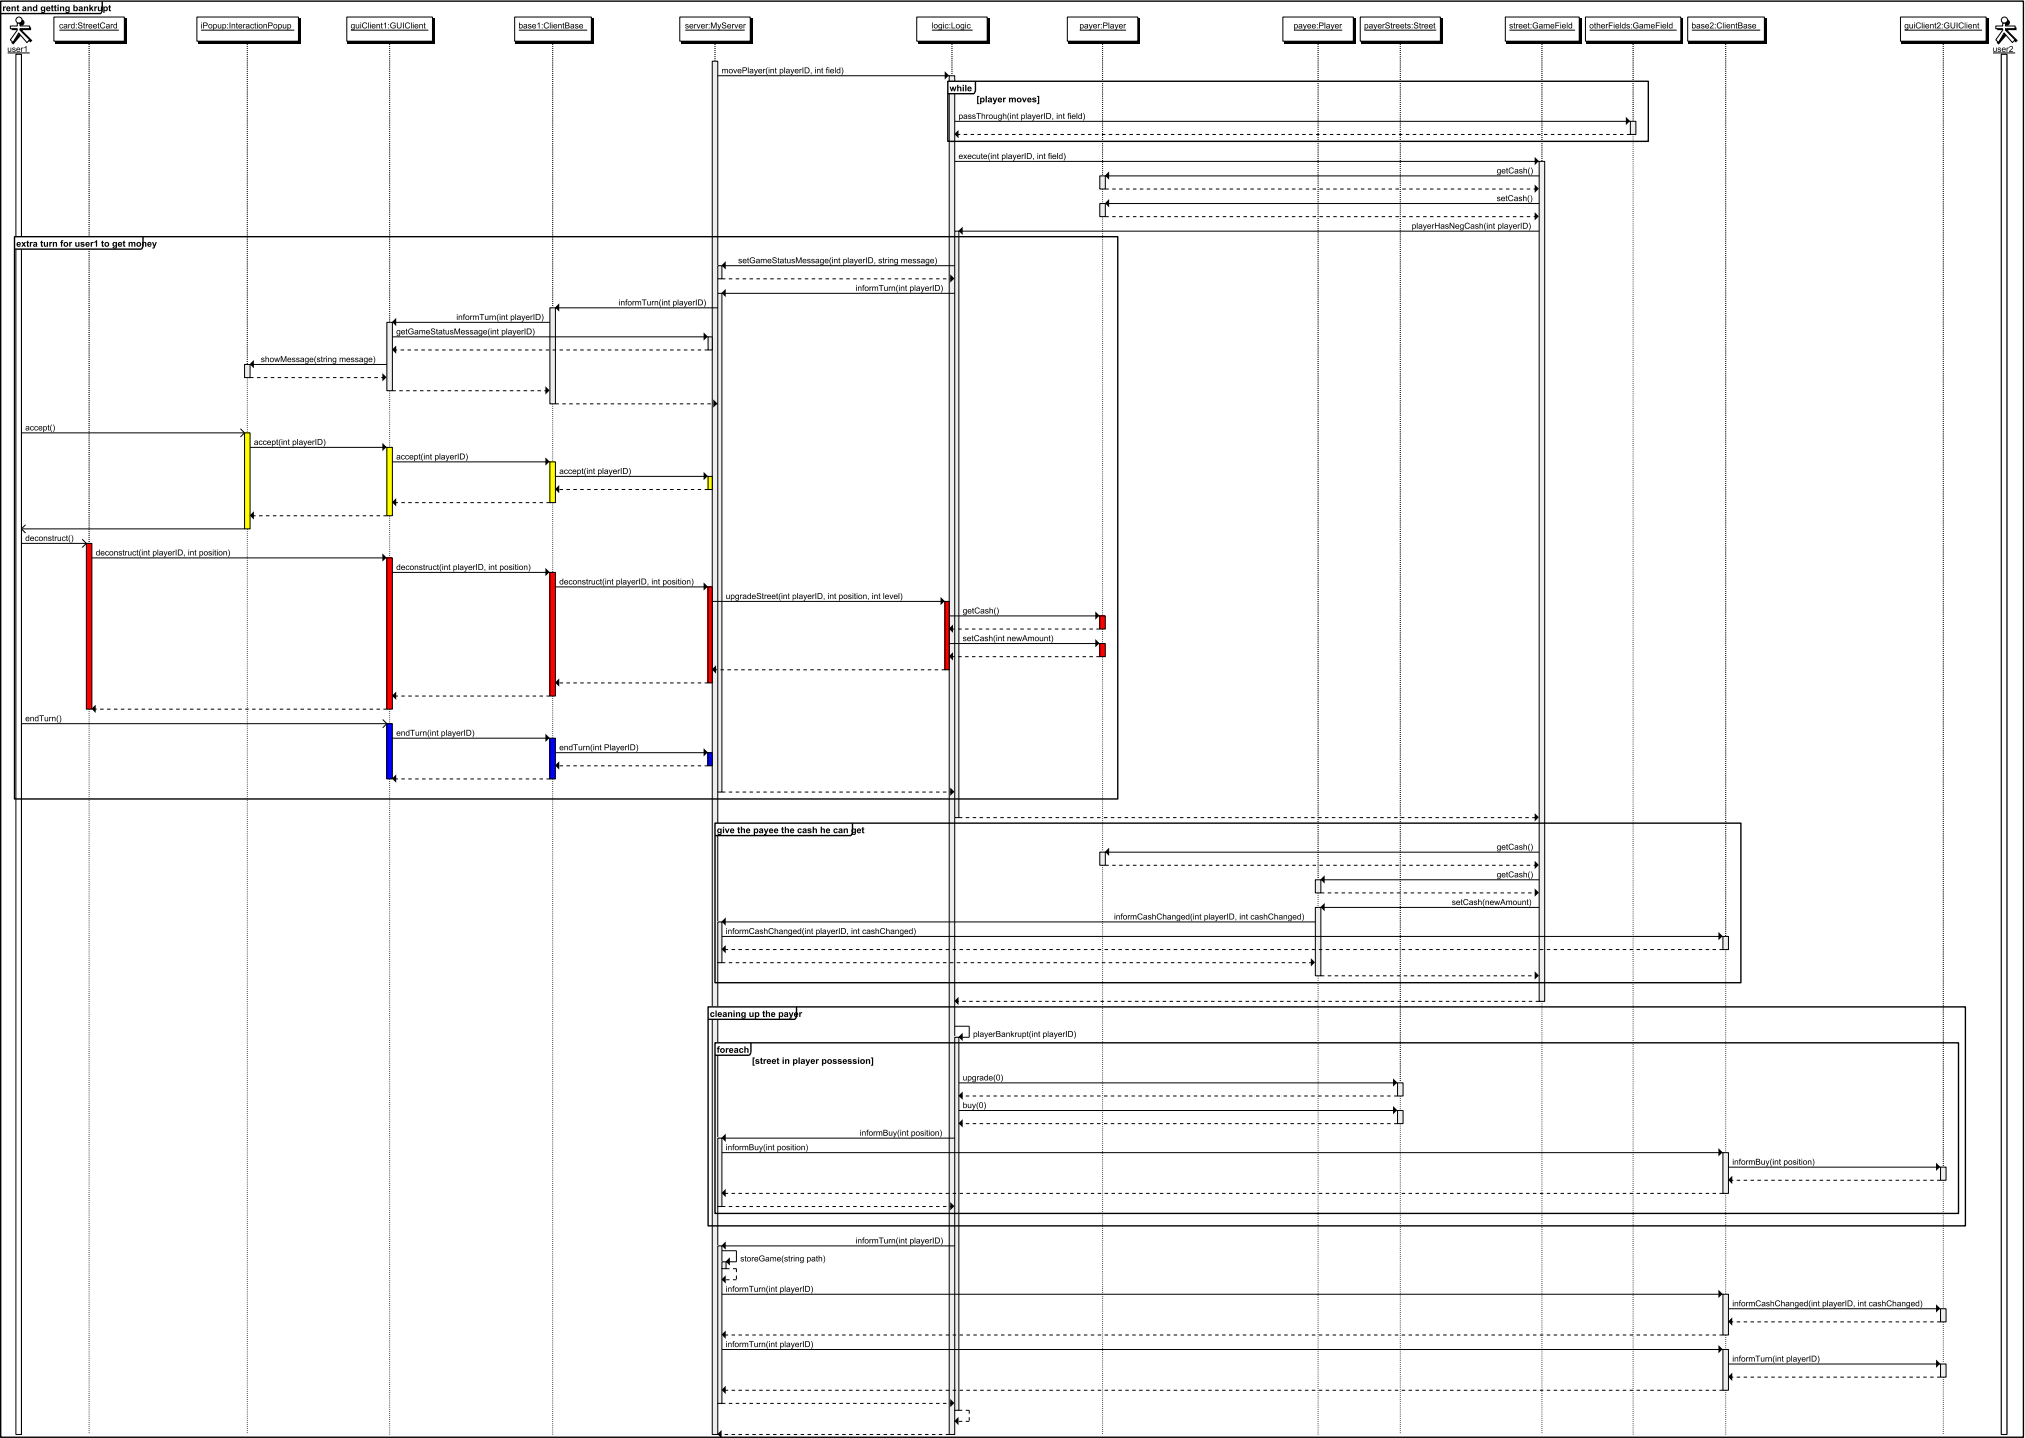 rent and getting bankrupt
user1
card:StreetCard
iPopup:InteractionPopup
guiClient1:GUIClient
base1:ClientBase
server:MyServer
logic:Logic
payer:Player
payee:Player
payerStreets:Street
street:GameField
otherFields:GameField
base2:ClientBase
guiClient2:GUIClient
user2
movePlayer(int playerID, int field)
while
[player moves]
passThrough(int playerID, int field)
execute(int playerID, int field)
getCash()
setCash()
playerHasNegCash(int playerID)
extra turn for user1 to get money
setGameStatusMessage(int playerID, string message)
informTurn(int playerID)
informTurn(int playerID)
informTurn(int playerID)
getGameStatusMessage(int playerID)
showMessage(string message)
accept()
accept(int playerID)
accept(int playerID)
accept(int playerID)
deconstruct()
deconstruct(int playerID, int position)
deconstruct(int playerID, int position)
deconstruct(int playerID, int position)
upgradeStreet(int playerID, int position, int level)
getCash()
setCash(int newAmount)
endTurn()
endTurn(int playerID)
endTurn(int PlayerID)
give the payee the cash he can get
getCash()
getCash()
setCash(newAmount)
informCashChanged(int playerID, int cashChanged)
informCashChanged(int playerID, int cashChanged)
cleaning up the payer
playerBankrupt(int playerID)
foreach
[street in player possession]
upgrade(0)
buy(0)
informBuy(int position)
informBuy(int position)
informBuy(int position)
informTurn(int playerID)
storeGame(string path)
informTurn(int playerID)
informCashChanged(int playerID, int cashChanged)
informTurn(int playerID)
informTurn(int playerID)